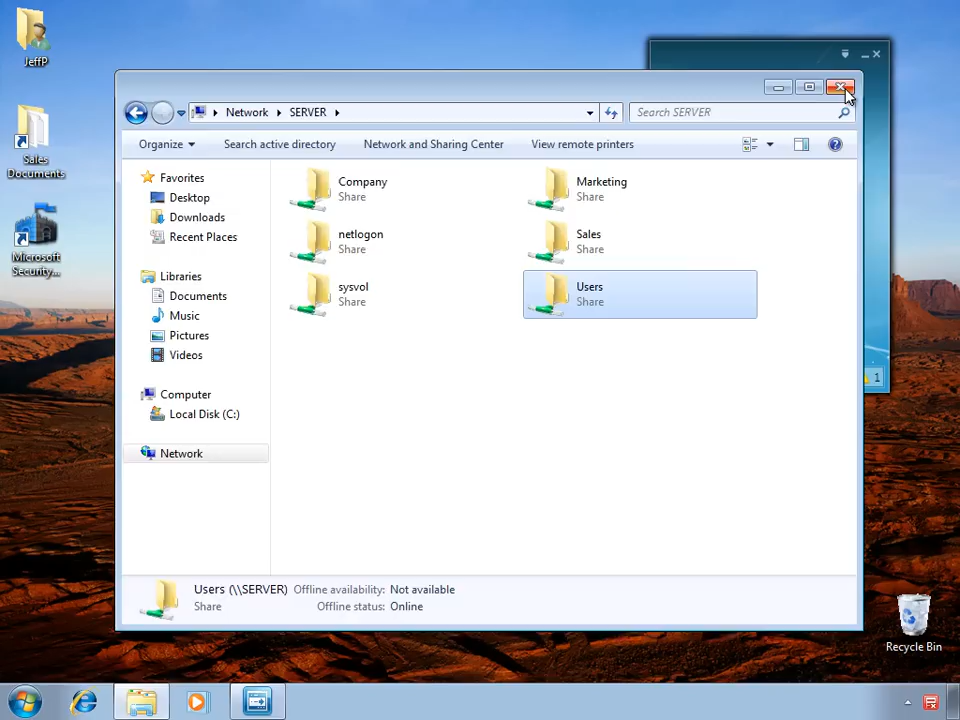 JeffP
Sales
Documents
Microsoft
Security...
Network
SERVER
Search SERVER
Organize
Search active directory
Network and Sharing Center
View remote printers
Favorites
Desktop
Downloads
Recent Places
Libraries
Documents
Music
Pictures
Videos
Computer
Local Disk (C:)
Network
Company
Share
Marketing
Share
netlogon
Share
Sales
Share
sysvol
Share
Users
Share
1
Users (\\SERVER)
Offline availability: Not available
Share
Offline status: Online
Recycle Bin